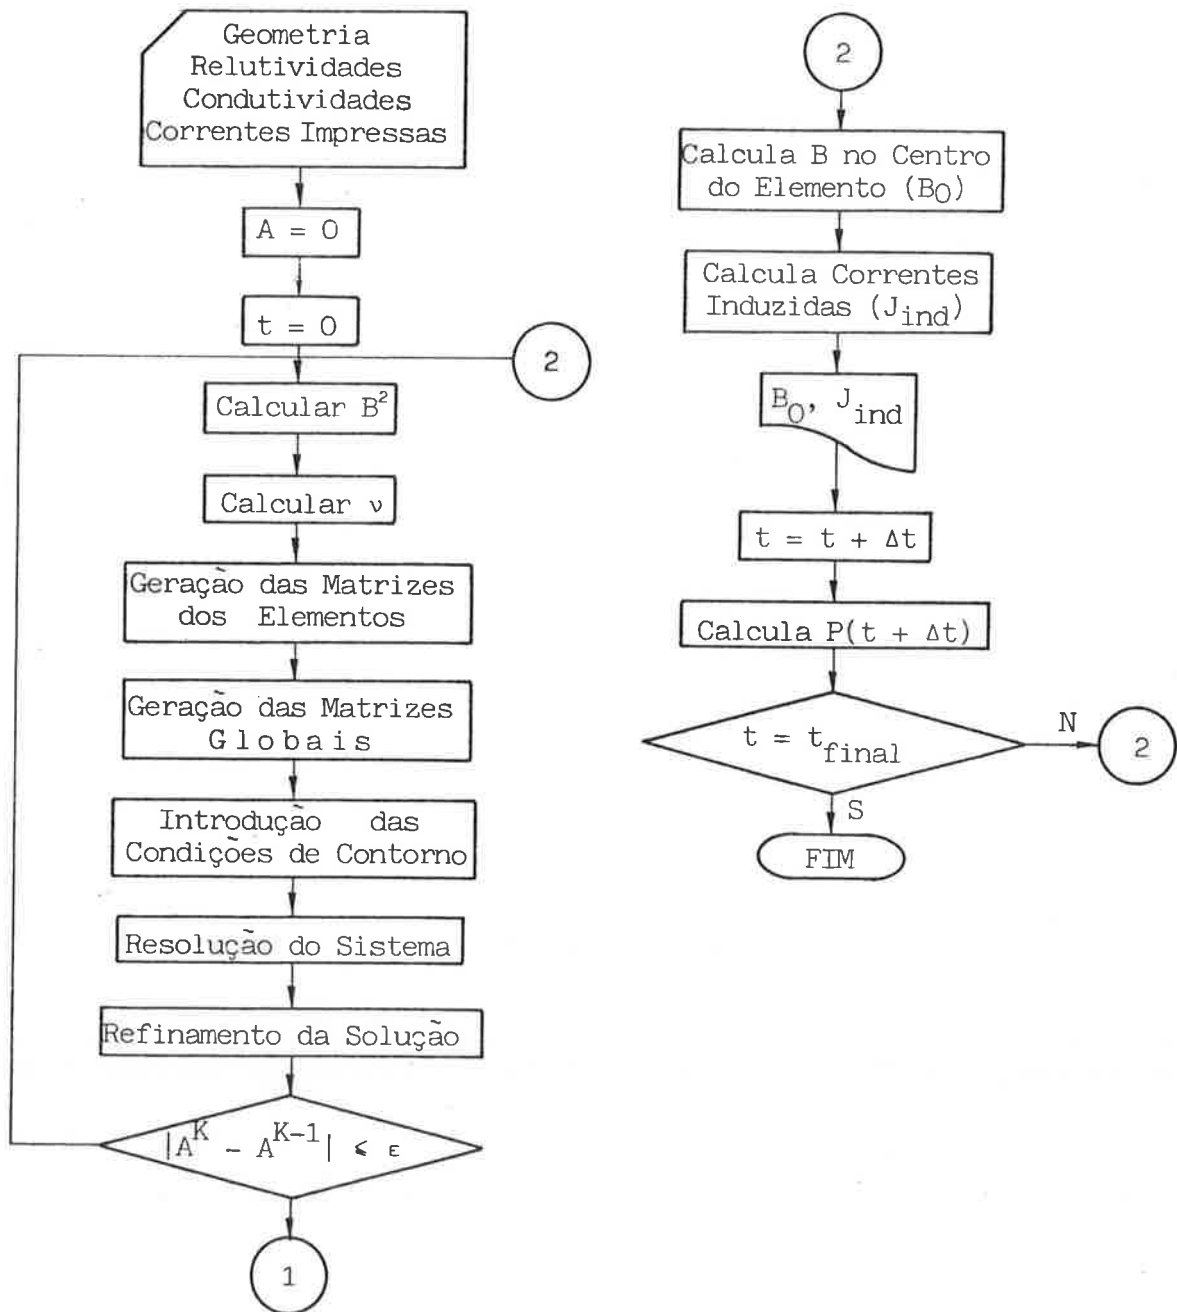 Geometria
Relutividades
Condutividades
Correntes Impressas
A = 0
t = 0
2
Calcular B²
Calcular ν
Geração das Matrizes
dos Elementos
Geração das Matrizes
Globais
Introdução das
Condições de Contorno
Resolução do Sistema
Refinamento da Solução
|A^K - A^K-1| ⩽ ε
1
2
Calcula B no Centro
do Elemento (B0)
Calcula Correntes
Induzidas (Jind)
B0, Jind
t = t + Δt
Calcula P(t + Δt)
t = tfinal
N
2
S
FIM